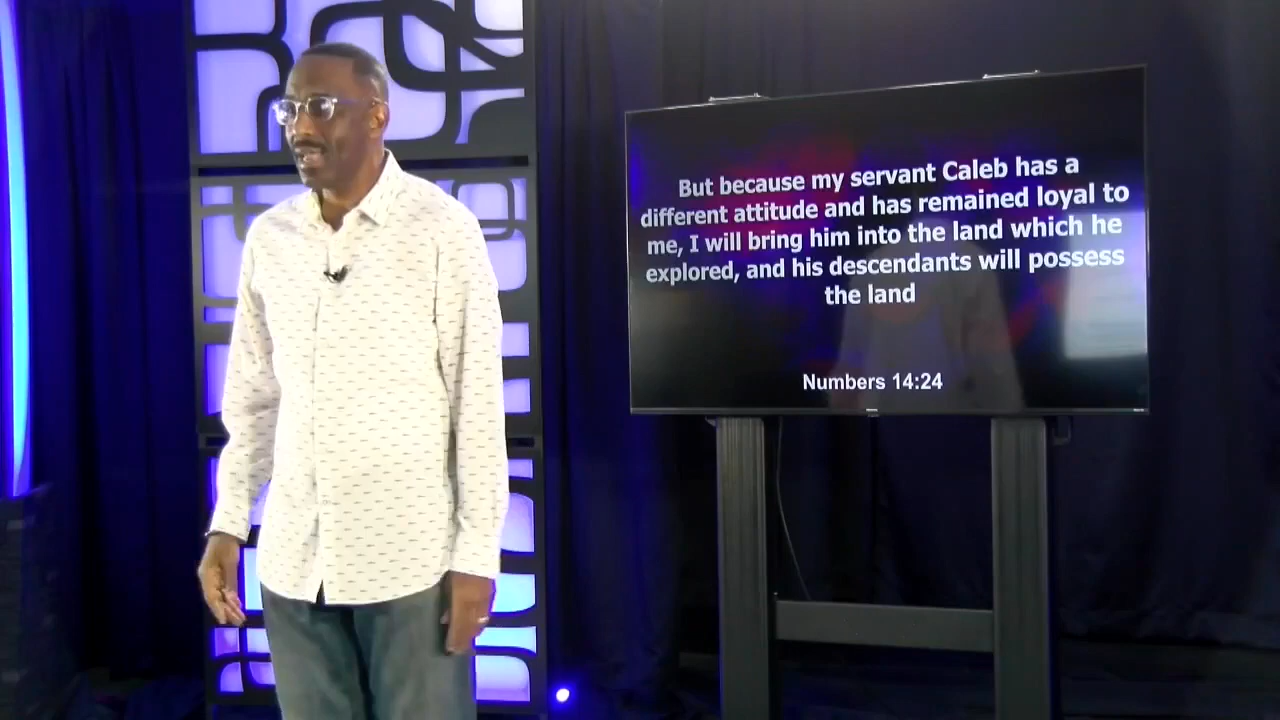 But because my servant Caleb has a
different attitude and has remained loyal to
me, I will bring him into the land which he
explored, and his descendants will possess
the land
Numbers 14:24